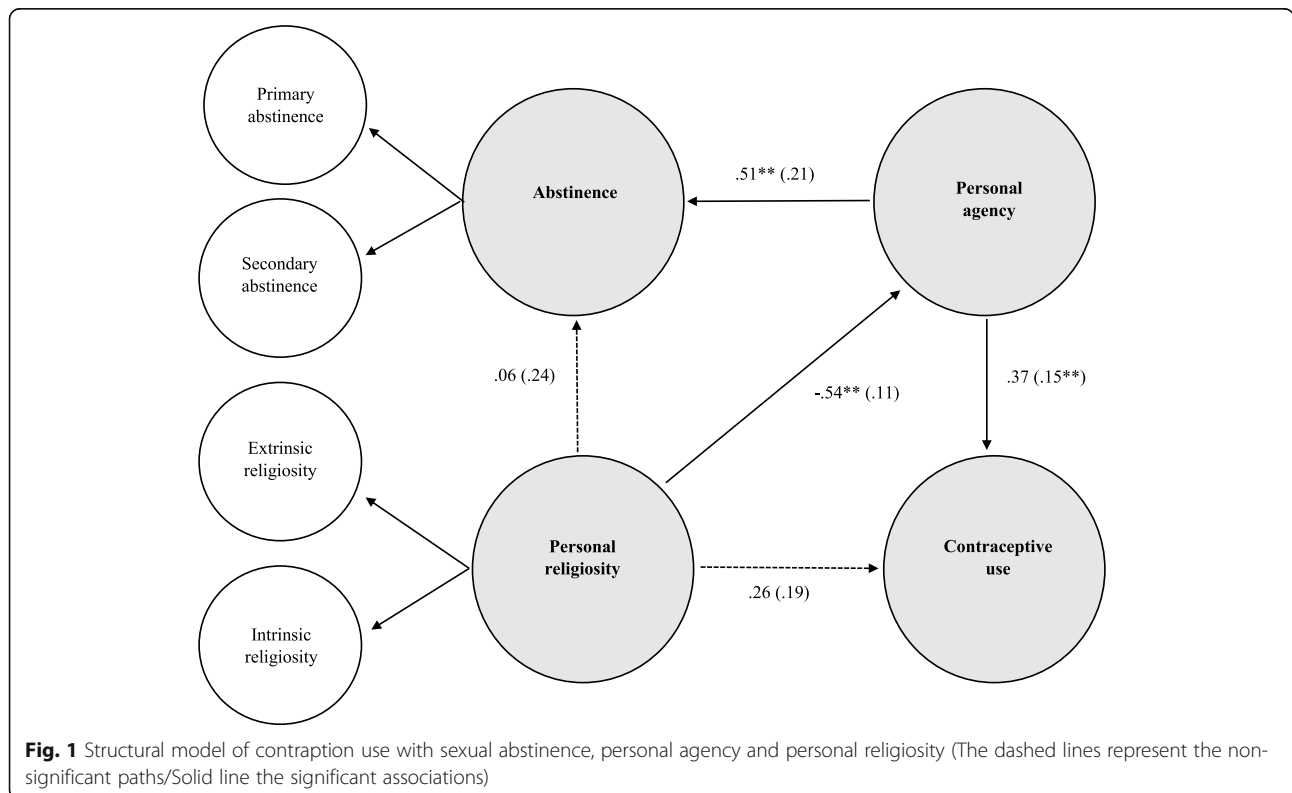 Primary
abstinence
Secondary
abstinence
Extrinsic
religiosity
Intrinsic
religiosity
Abstinence
.51** (.21)
Personal
agency
.06 (.24)
-.54** (.11)
.37 (.15**)
Personal
religiosity
.26 (.19)
Contraceptive
use
Fig. 1 Structural model of contraption use with sexual abstinence, personal agency and personal religiosity (The dashed lines represent the non-
significant paths/Solid line the significant associations)